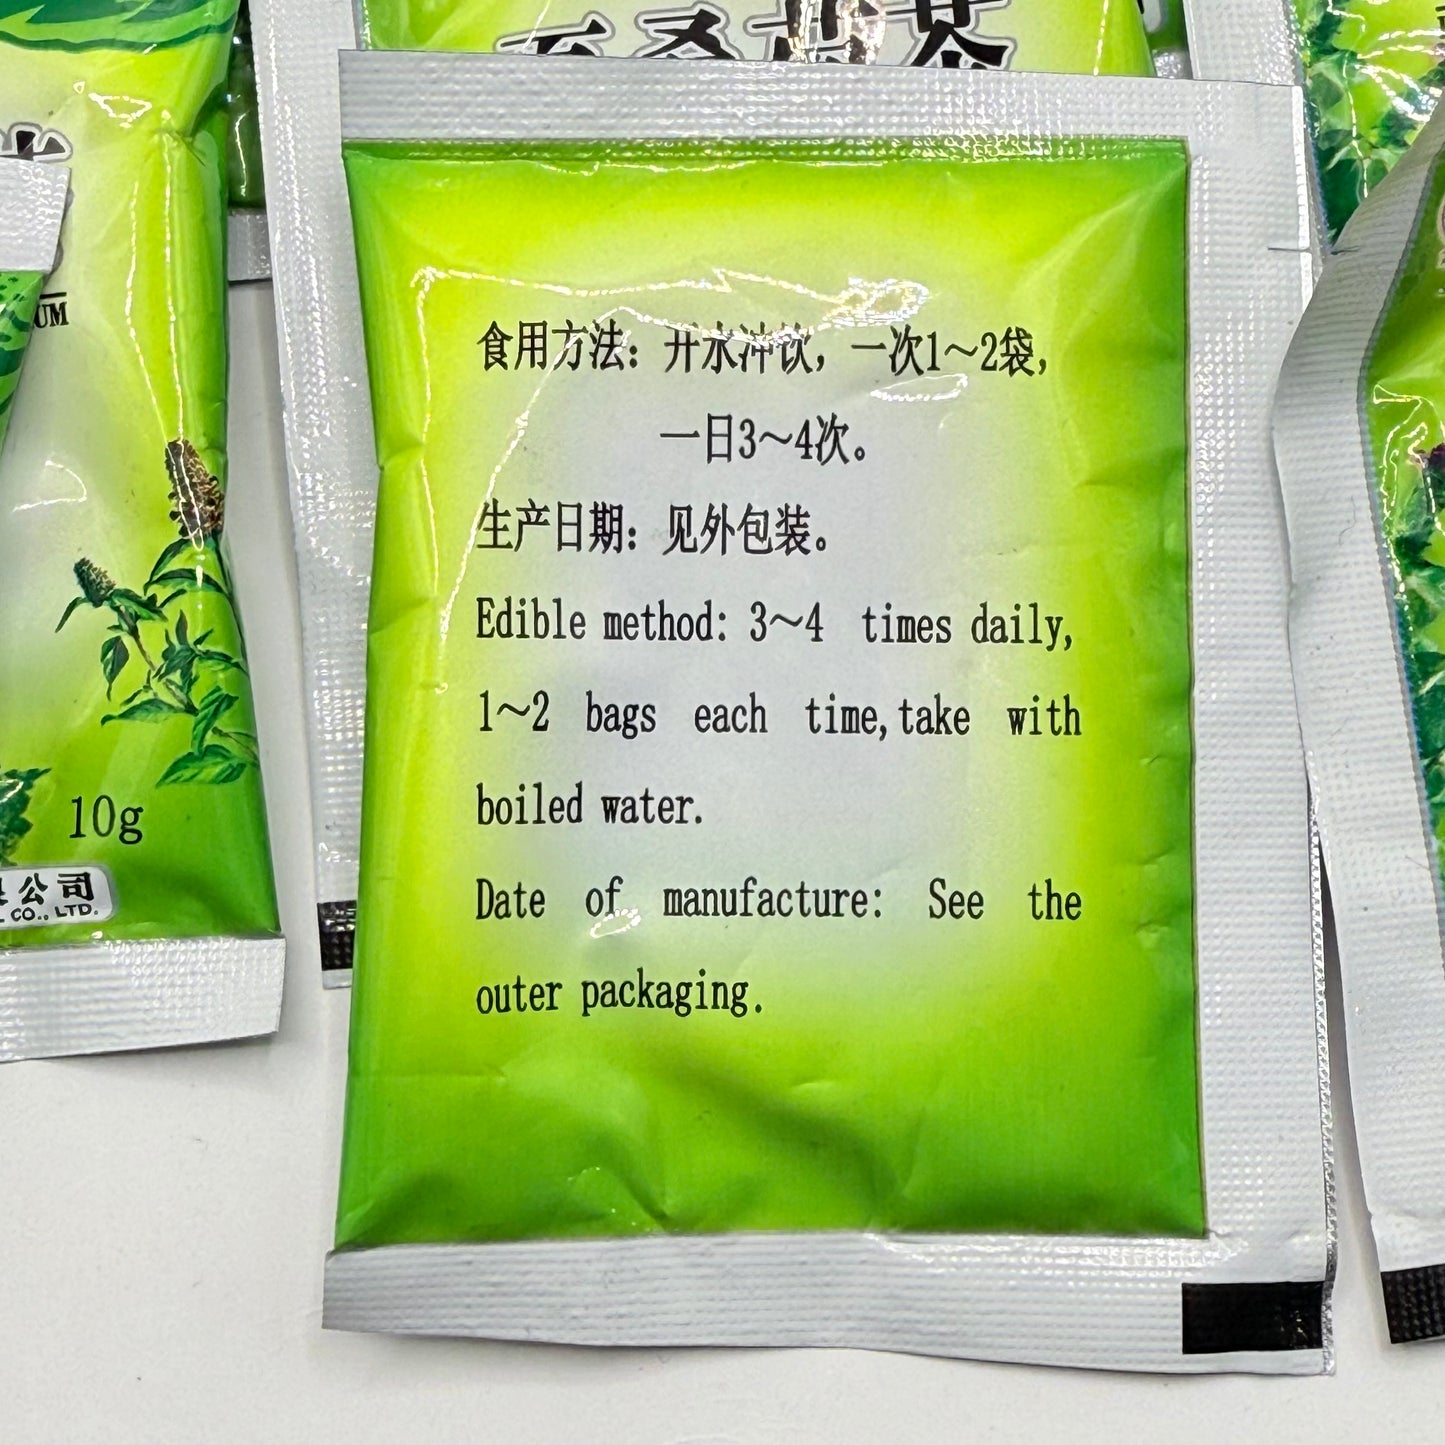 食用方法：开水冲饮，一次1～2袋，
一日3～4次。
生产日期：见外包装。
Edible method: 3～4 times daily,
1～2 bags each time,take with
boiled water.
Date of manufacture: See the
outer packaging.
UM
10g
公司
CO., LTD.